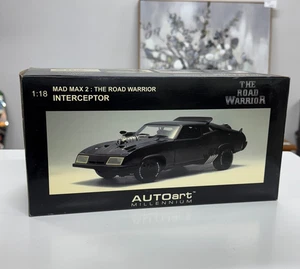 1:18
MAD MAX 2 : THE ROAD WARRIOR
INTERCEPTOR
THE
ROAD
WARRIOR
AUTOart
MILLENNIUM